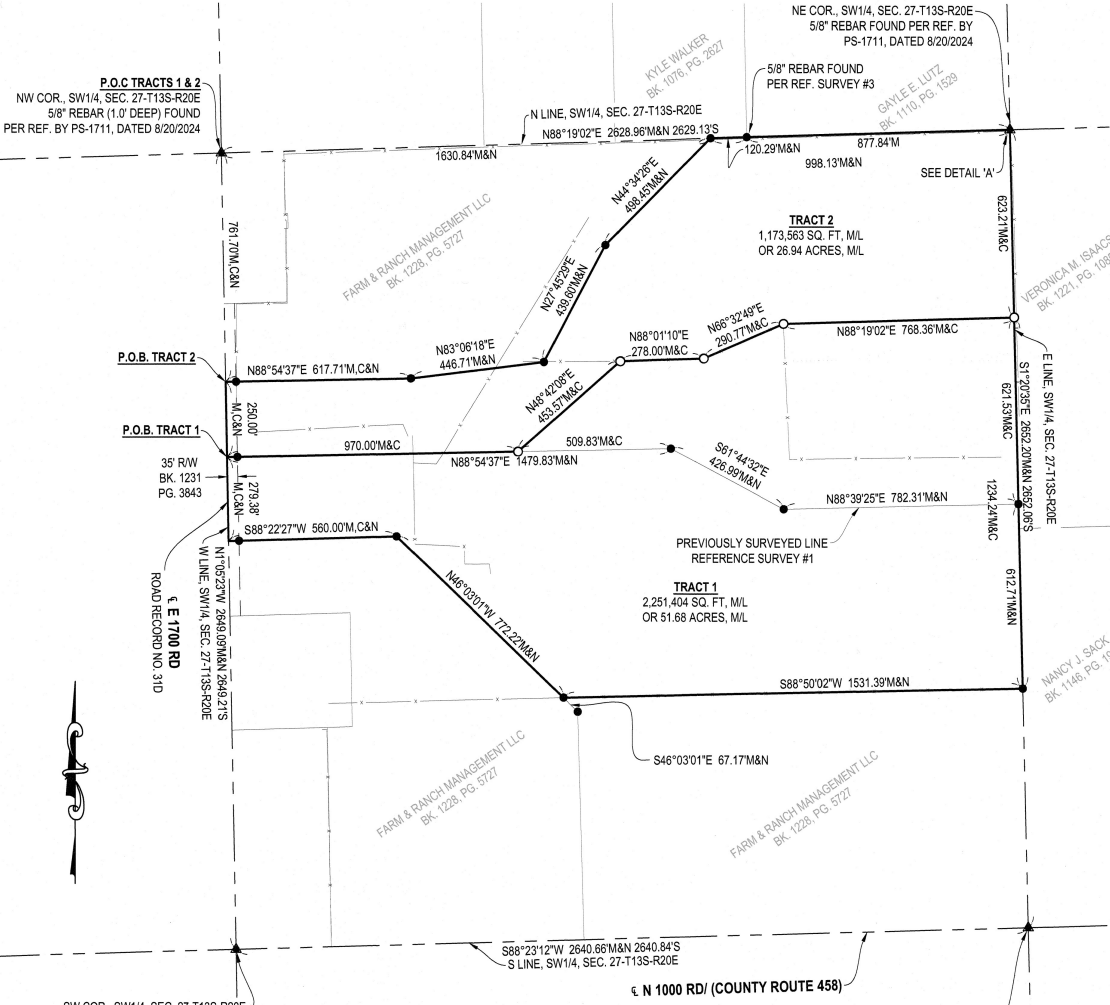 NE COR., SW1/4, SEC. 27-T13S-R20E
5/8" REBAR FOUND PER REF. BY
PS-1711, DATED 8/20/2024
P.O.C TRACTS 1 & 2
NW COR., SW1/4, SEC. 27-T13S-R20E
5/8" REBAR (1.0' DEEP) FOUND
PER REF. BY PS-1711, DATED 8/20/2024
KYLE WALKER
BK. 1076, PG. 2627
5/8" REBAR FOUND
PER REF. SURVEY #3
GAYLE E. LUTZ
BK. 1110, PG. 1529
N LINE, SW1/4, SEC. 27-T13S-R20E
N88°19'02"E 2628.96'M&N 2629.13'S
1630.84'M&N
120.29'M&N
877.84'M
998.13'M&N
SEE DETAIL 'A'
761.70'M,C&N
FARM & RANCH MANAGEMENT LLC
BK. 1228, PG. 5727
N44°34'26"E
498.45'M&N
TRACT 2
1,173,563 SQ. FT, M/L
OR 26.94 ACRES, M/L
623.21'M&C
VERONICA M. ISAACS
BK. 1221, PG.
N27°45'29"E
439.60'M&N
N66°32'49"E
290.77'M&C
N88°01'10"E
278.00'M&C
N88°19'02"E 768.36'M&C
P.O.B. TRACT 2
N88°54'37"E 617.71'M,C&N
N83°06'18"E
446.71'M&N
N48°42'08"E
453.57'M&C
E LINE, SW1/4, SEC. 27-T13S-R20E
S1°20'35"E 2652.20'M&N 2652.06'S
621.53'M&C
250.00'
M,C&N
P.O.B. TRACT 1
970.00'M&C
509.83'M&C
N88°54'37"E 1479.83'M&N
S61°44'32"E
426.99'M&N
35' R/W
BK. 1231
PG. 3843
279.38'
M,C&N
N88°39'25"E 782.31'M&N
1234.24'M&C
S88°22'27"W 560.00'M,C&N
PREVIOUSLY SURVEYED LINE
REFERENCE SURVEY #1
TRACT 1
2,251,404 SQ. FT, M/L
OR 51.68 ACRES, M/L
612.71'M&N
N46°03'01"W 772.22'M&N
N1°05'23"W 2649.09'M&N 2649.21'S
W LINE, SW1/4, SEC. 27-T13S-R20E
℄ E 1700 RD
ROAD RECORD NO. 31D
S88°50'02"W 1531.39'M&N
NANCY J. SACK
BK. 1146, PG.
S46°03'01"E 67.17'M&N
FARM & RANCH MANAGEMENT LLC
BK. 1228, PG. 5727
FARM & RANCH MANAGEMENT LLC
BK. 1228, PG. 5727
S88°23'12"W 2640.66'M&N 2640.84'S
S LINE, SW1/4, SEC. 27-T13S-R20E
℄ N 1000 RD/ (COUNTY ROUTE 458)
SW COR., SW1/4, SEC. 27-T13S-R20E